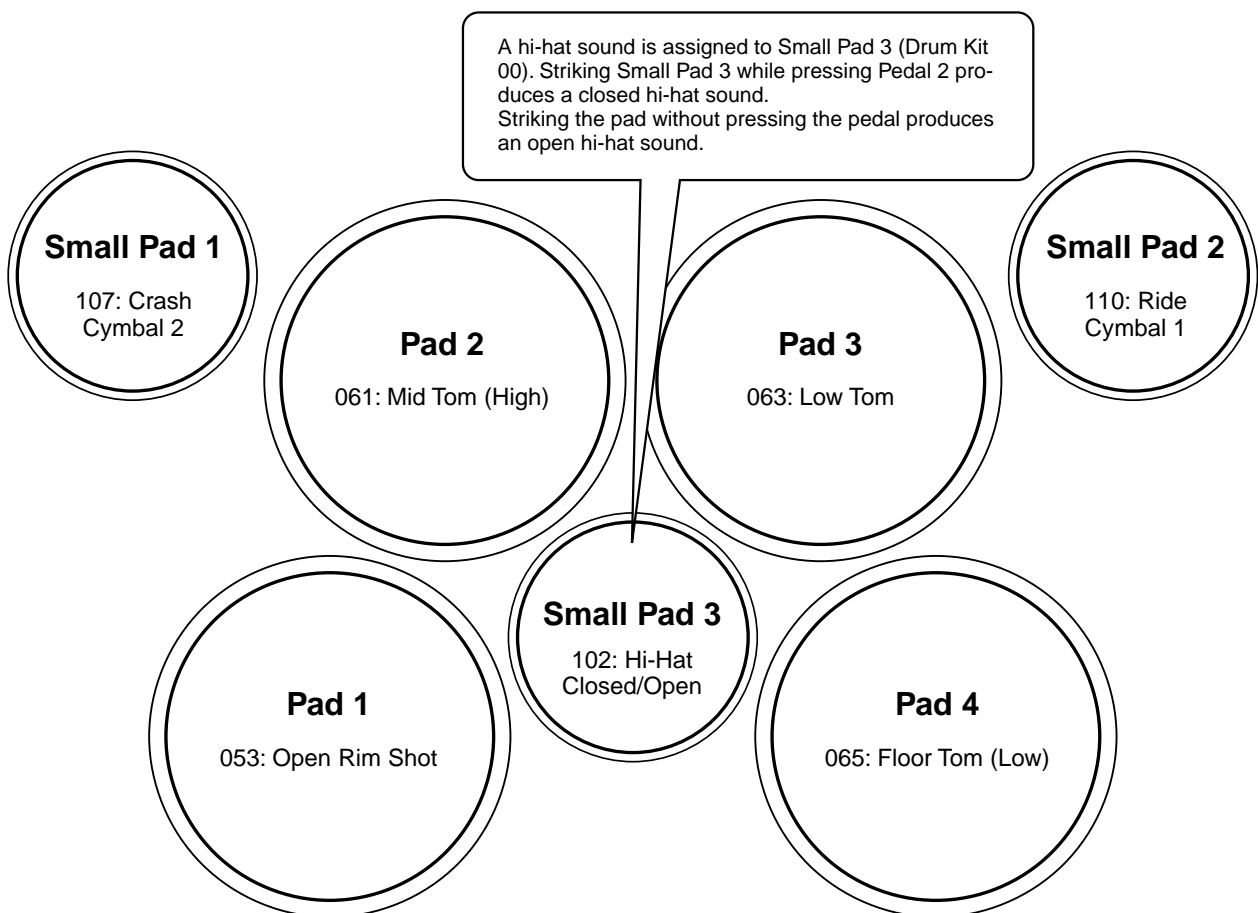 A hi-hat sound is assigned to Small Pad 3 (Drum Kit
00). Striking Small Pad 3 while pressing Pedal 2 pro-
duces a closed hi-hat sound.
Striking the pad without pressing the pedal produces
an open hi-hat sound.
Small Pad 1
107: Crash
Cymbal 2
Small Pad 2
110: Ride
Cymbal 1
Pad 2
061: Mid Tom (High)
Pad 3
063: Low Tom
Small Pad 3
102: Hi-Hat
Closed/Open
Pad 1
053: Open Rim Shot
Pad 4
065: Floor Tom (Low)